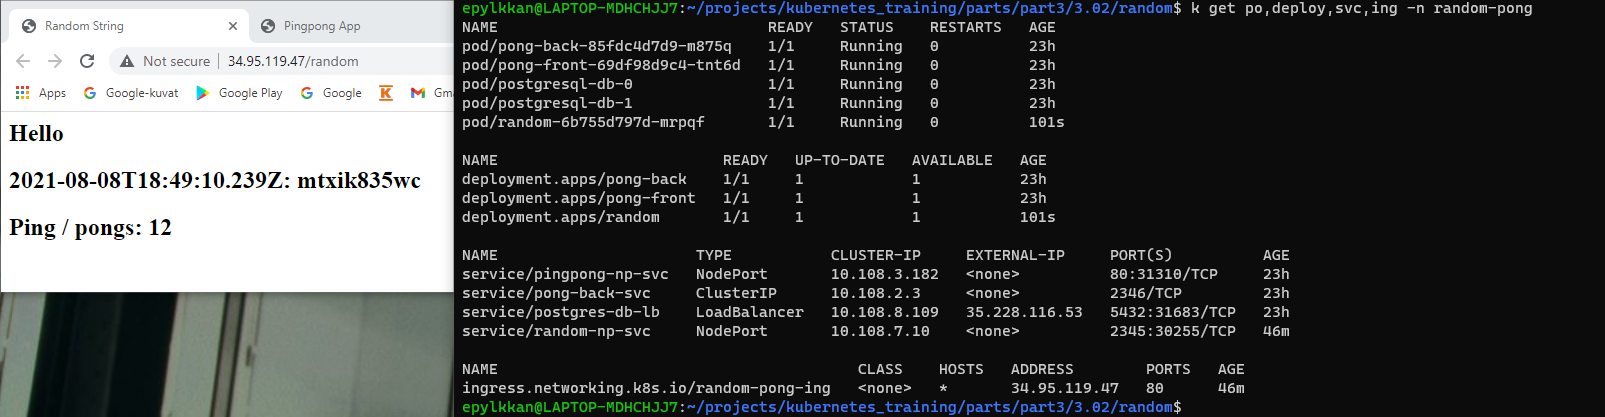 Random String
Pingpong App
Not secure | 34.95.119.47/random
Apps Google-kuvat Google Play Google K Gma
Hello
2021-08-08T18:49:10.239Z: mtxik835wc
Ping / pongs: 12
epylkkan@LAPTOP-MDHCHJJ7:~/projects/kubernetes_training/parts/part3/3.02/random$ k get po,deploy,svc,ing -n random-pong
NAME READY STATUS RESTARTS AGE
pod/pong-back-85fdc4d7d9-m875q 1/1 Running 0 23h
pod/pong-front-69df98d9c4-tnt6d 1/1 Running 0 23h
pod/postgresql-db-0 1/1 Running 0 23h
pod/postgresql-db-1 1/1 Running 0 23h
pod/random-6b755d797d-mrpqf 1/1 Running 0 101s
NAME READY UP-TO-DATE AVAILABLE AGE
deployment.apps/pong-back 1/1 1 1 23h
deployment.apps/pong-front 1/1 1 1 23h
deployment.apps/random 1/1 1 1 101s
NAME TYPE CLUSTER-IP EXTERNAL-IP PORT(S) AGE
service/pingpong-np-svc NodePort 10.108.3.182 <none> 80:31310/TCP 23h
service/pong-back-svc ClusterIP 10.108.2.3 <none> 2346/TCP 23h
service/postgres-db-lb LoadBalancer 10.108.8.109 35.228.116.53 5432:31683/TCP 23h
service/random-np-svc NodePort 10.108.7.10 <none> 2345:30255/TCP 46m
NAME CLASS HOSTS ADDRESS PORTS AGE
ingress.networking.k8s.io/random-pong-ing <none> * 34.95.119.47 80 46m
epylkkan@LAPTOP-MDHCHJJ7:~/projects/kubernetes_training/parts/part3/3.02/random$